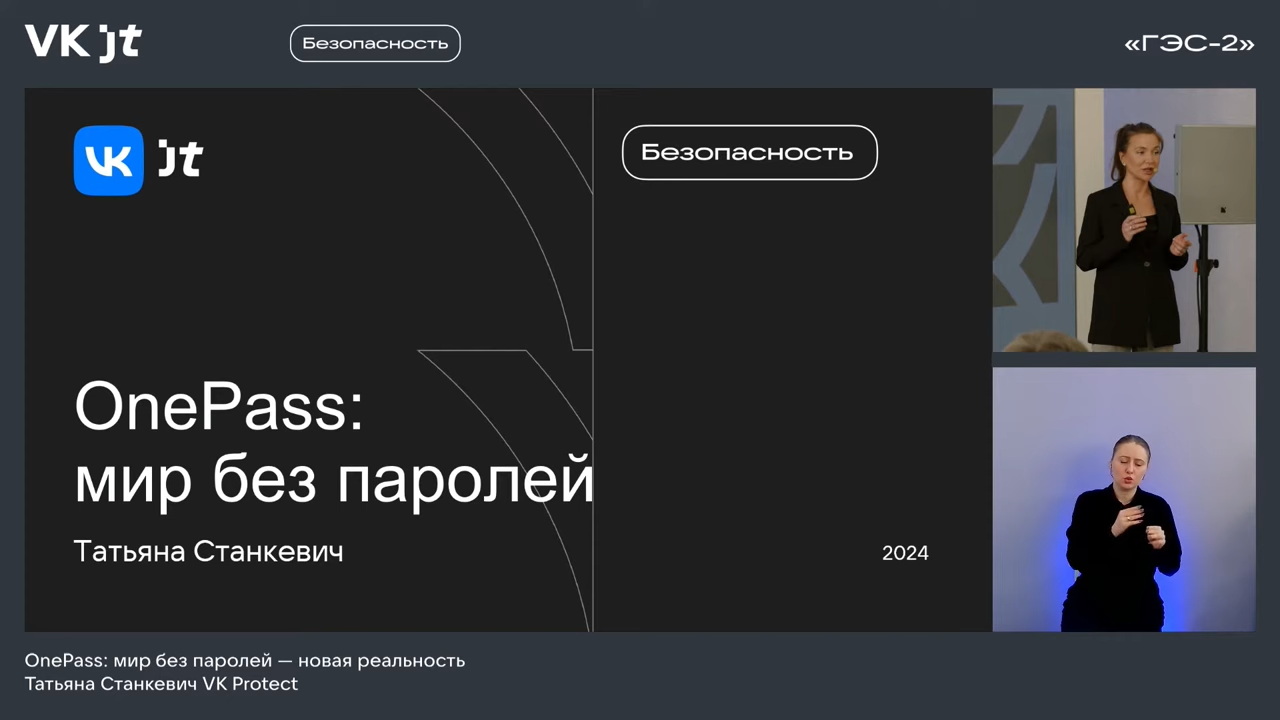 VK jt
Безопасность
«ГЭС-2»
VK jt
Безопасность
OnePass:
мир без паролей
Татьяна Станкевич
2024
OnePass: мир без паролей — новая реальность
Татьяна Станкевич VK Protect